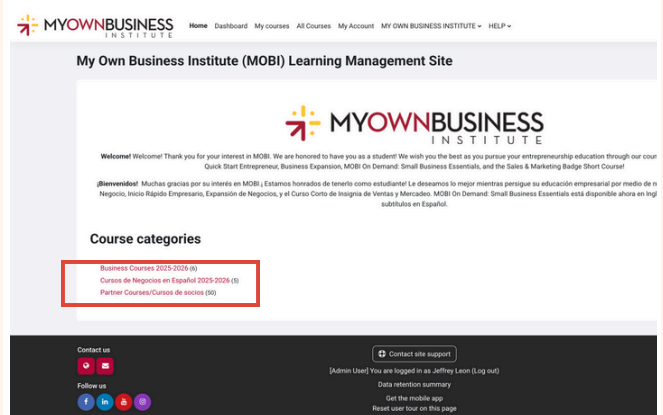 MYOWNBUSINESS
INSTITUTE
Home Dashboard My courses All Courses My Account MY OWN BUSINESS INSTITUTE HELP
My Own Business Institute (MOBI) Learning Management Site
MYOWNBUSINESS
INSTITUTE
Welcome! Welcome! Thank you for your interest in MOBI. We are honored to have you as a student! We wish you the best as you pursue your entrepreneurship education through our cour
Quick Start Entrepreneur, Business Expansion, MOBI On Demand: Small Business Essentials, and the Sales & Marketing Badge Short Course!
¡Bienvenidos! Muchas gracias por su interés en MOBI¡ Estamos honrados de tenerlo como estudiante! Le deseamos lo mejor mientras persigue su educación empresarial por medio de n
Negocio, Inicio Rápido Empresario, Expansión de Negocios, y el Curso Corto de Insignia de Ventas y Mercadeo. MOBI On Demand: Small Business Essentials está disponible ahora en Ingl
subtítulos en Español.
Course categories
Business Courses 2025-2026 (6)
Cursos de Negocios en Español 2025-2026 (5)
Partner Courses/Cursos de socios (50)
Contact us
Follow us
Contact site support
[Admin User] You are logged in as Jeffrey Leon (Log out)
Data retention summary
Get the mobile app
Reset user tour on this page